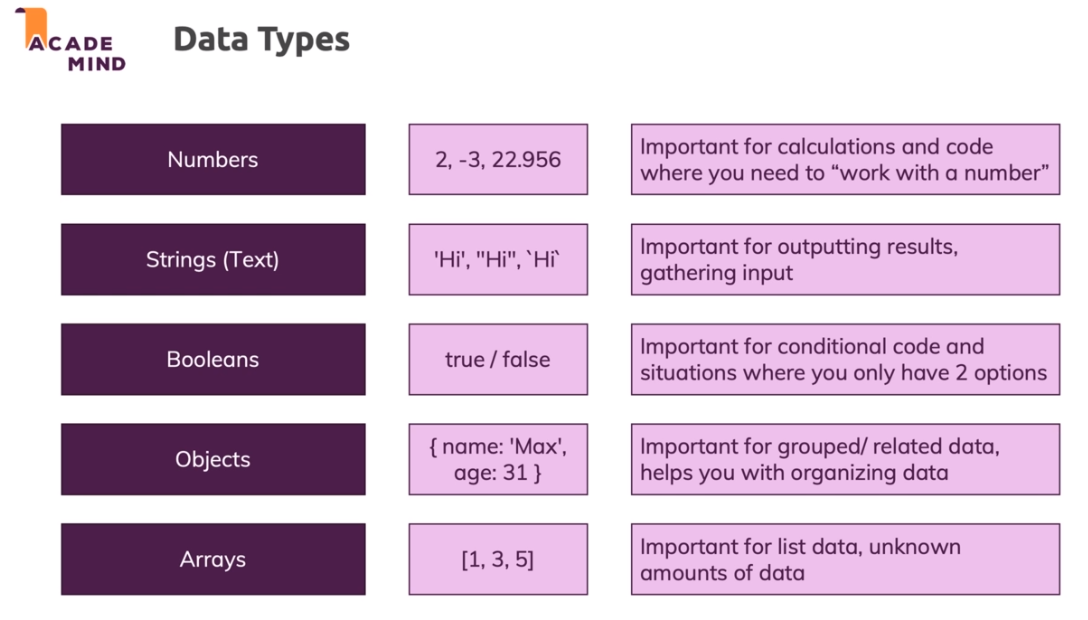 ACADE
MIND
Data Types
Numbers
2, -3, 22.956
Important for calculations and code
where you need to “work with a number”
Strings (Text)
'Hi', "Hi", `Hi`
Important for outputting results,
gathering input
Booleans
true / false
Important for conditional code and
situations where you only have 2 options
Objects
{ name: 'Max',
age: 31 }
Important for grouped/ related data,
helps you with organizing data
Arrays
[1, 3, 5]
Important for list data, unknown
amounts of data